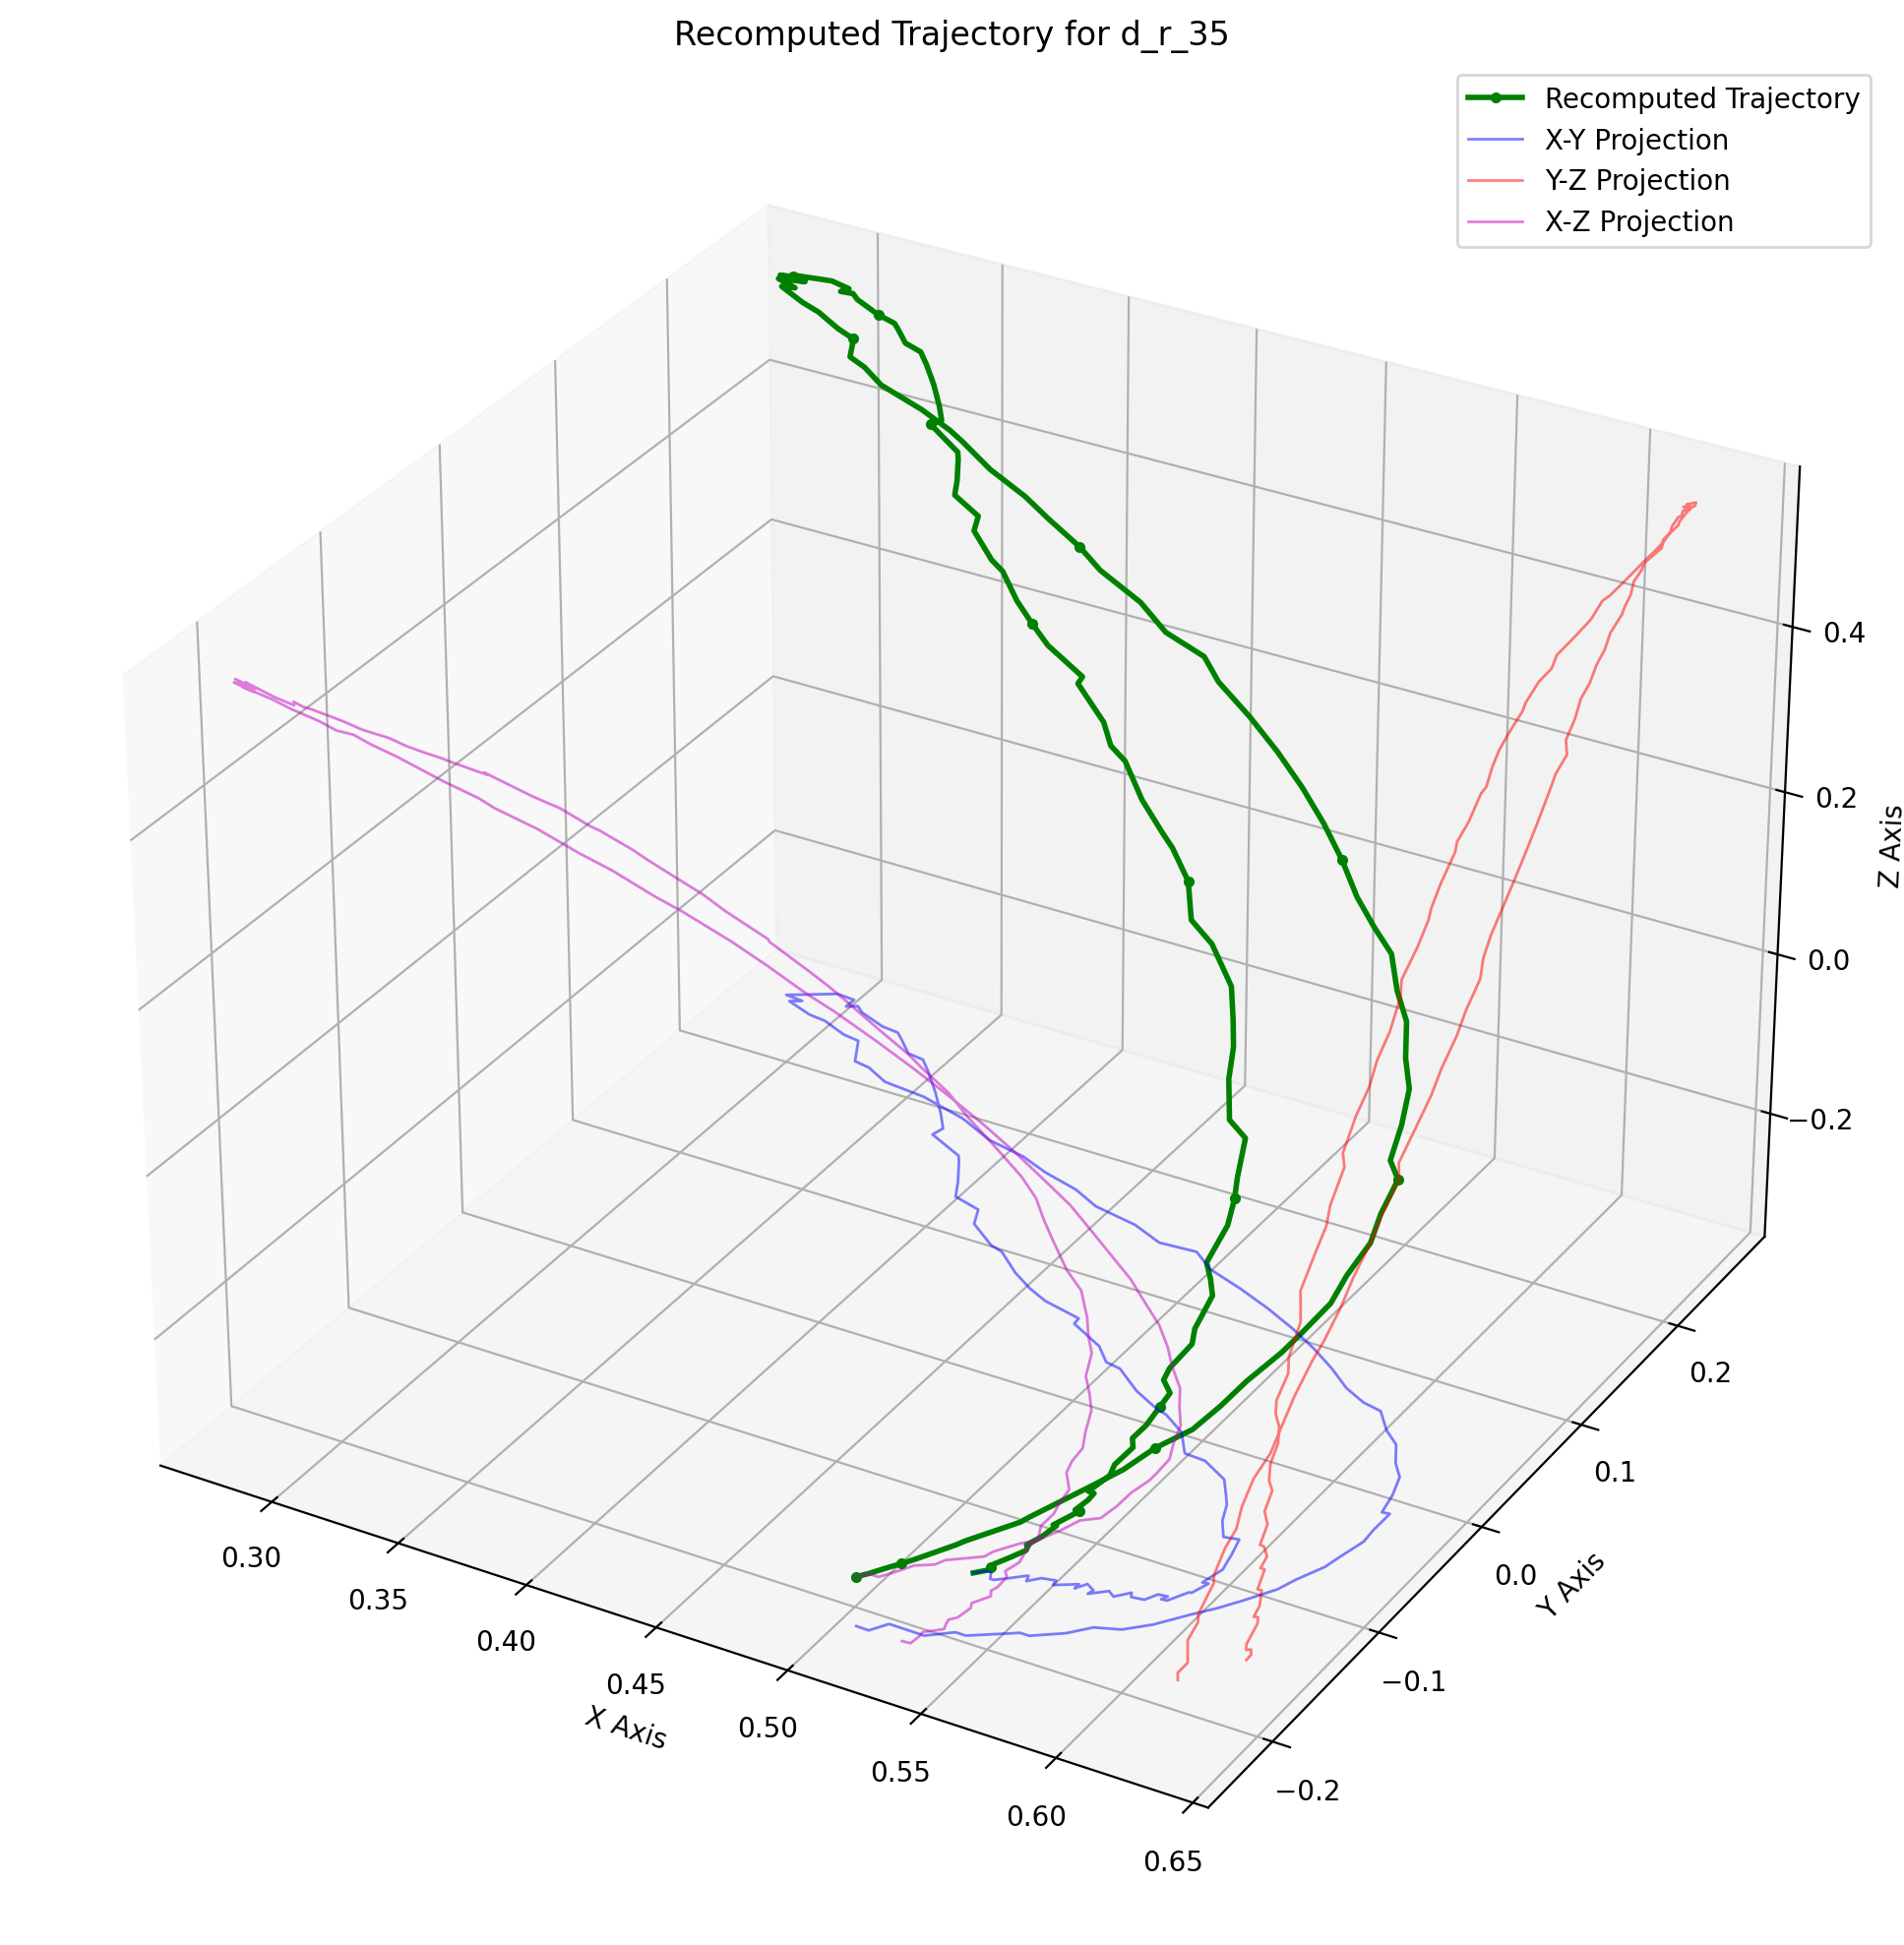 Recomputed Trajectory for d_r_35
Recomputed Trajectory
X-Y Projection
Y-Z Projection
X-Z Projection
0.4
0.2
0.0
−0.2
Z Axis
0.2
0.1
0.0
−0.1
−0.2
Y Axis
0.30
0.35
0.40
0.45
0.50
0.55
0.60
0.65
X Axis